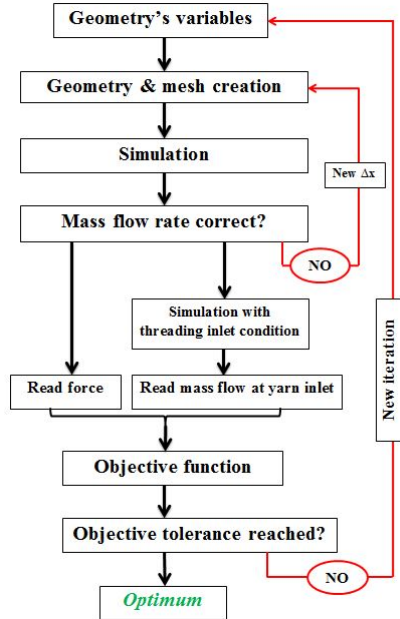 Geometry's variables
Geometry & mesh creation
Simulation
New Δx
Mass flow rate correct?
NO
Simulation with
threading inlet condition
Read force
Read mass flow at yarn inlet
New iteration
Objective function
Objective tolerance reached?
NO
Optimum